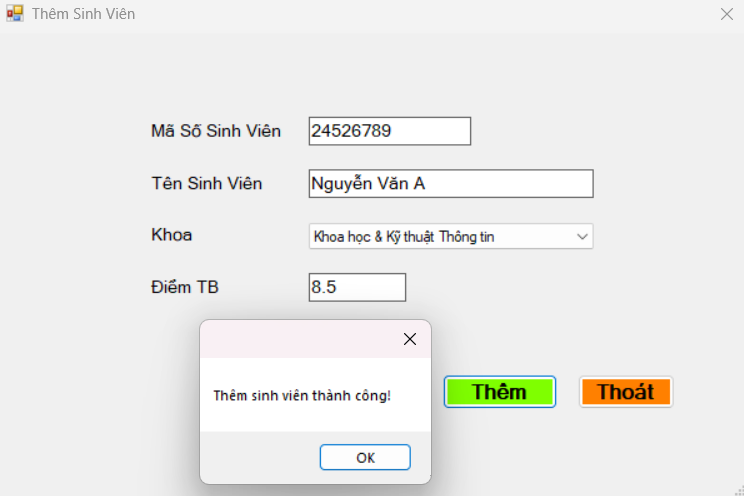 Thêm Sinh Viên
Mã Số Sinh Viên 24526789
Tên Sinh Viên Nguyễn Văn A
Khoa Khoa học & Kỹ thuật Thông tin
Điểm TB 8.5
Thêm Thoát
Thêm sinh viên thành công!
OK